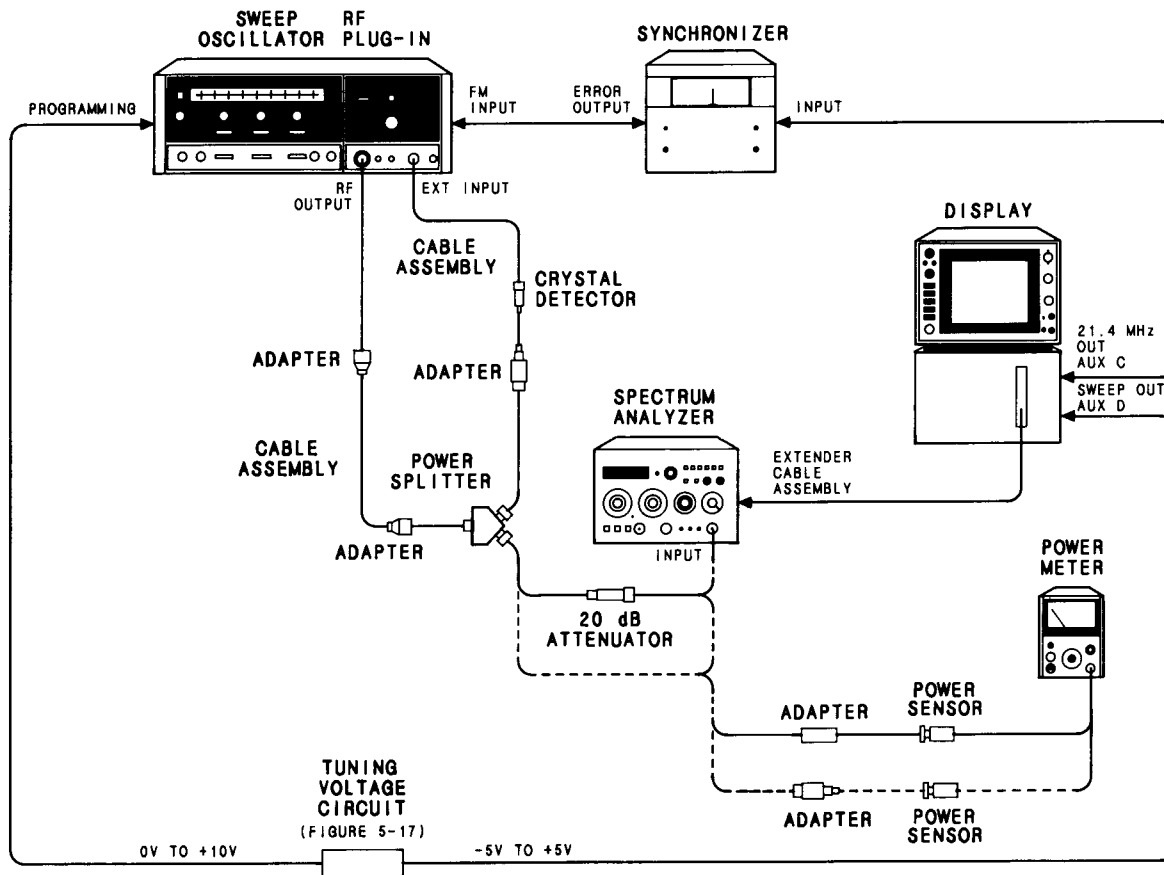 SWEEP RF
OSCILLATOR PLUG-IN
SYNCHRONIZER
PROGRAMMING
FM
INPUT
ERROR
OUTPUT
INPUT
RF
OUTPUT
EXT INPUT
CABLE
ASSEMBLY
CRYSTAL
DETECTOR
DISPLAY
21.4 MHz
OUT
AUX C
SWEEP OUT
AUX D
ADAPTER
ADAPTER
SPECTRUM
ANALYZER
CABLE
ASSEMBLY
POWER
SPLITTER
EXTENDER
CABLE
ASSEMBLY
ADAPTER
INPUT
POWER
METER
20 dB
ATTENUATOR
ADAPTER
POWER
SENSOR
TUNING
VOLTAGE
CIRCUIT
(FIGURE 5-17)
ADAPTER
POWER
SENSOR
0V TO +10V
-5V TO +5V